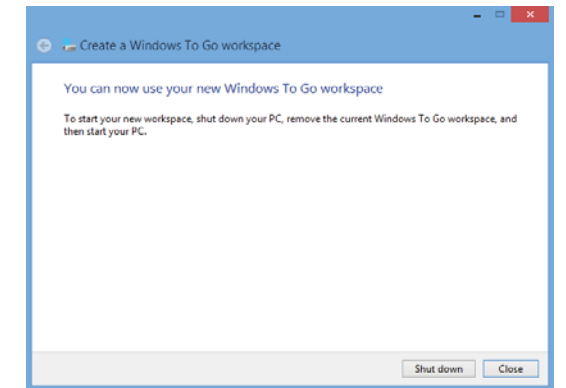 Create a Windows To Go workspace
You can now use your new Windows To Go workspace
To start your new workspace, shut down your PC, remove the current Windows To Go workspace, and
then start your PC.
Shut down
Close